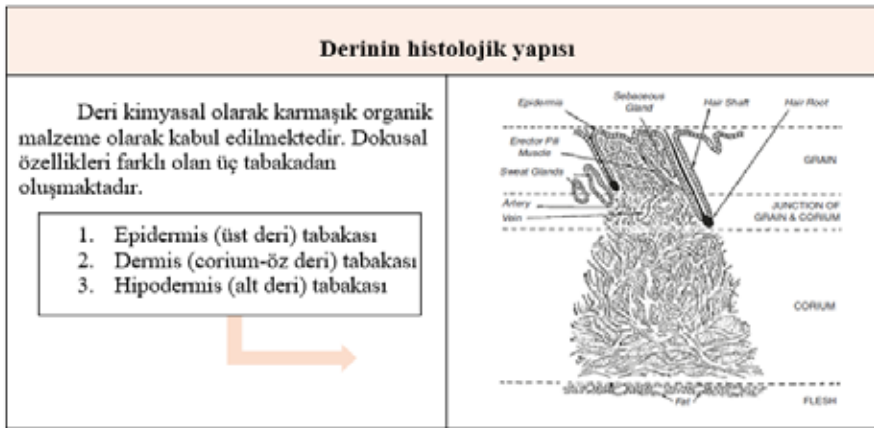 Derinin histolojik yapısı
Deri kimyasal olarak karmaşık organik
malzeme olarak kabul edilmektedir. Dokusal
özellikleri farklı olan üç tabakadan
oluşmaktadır.
1. Epidermis (üst deri) tabakası
2. Dermis (corium-öz deri) tabakası
3. Hipodermis (alt deri) tabakası
Epidermis
Sebaceous
Gland
Hair Shaft
Hair Root
Erector Pili
Muscle
Sweat Glands
Artery
Vein
GRAIN
JUNCTION OF
GRAIN & CORIUM
CORIUM
Fat
FLESH